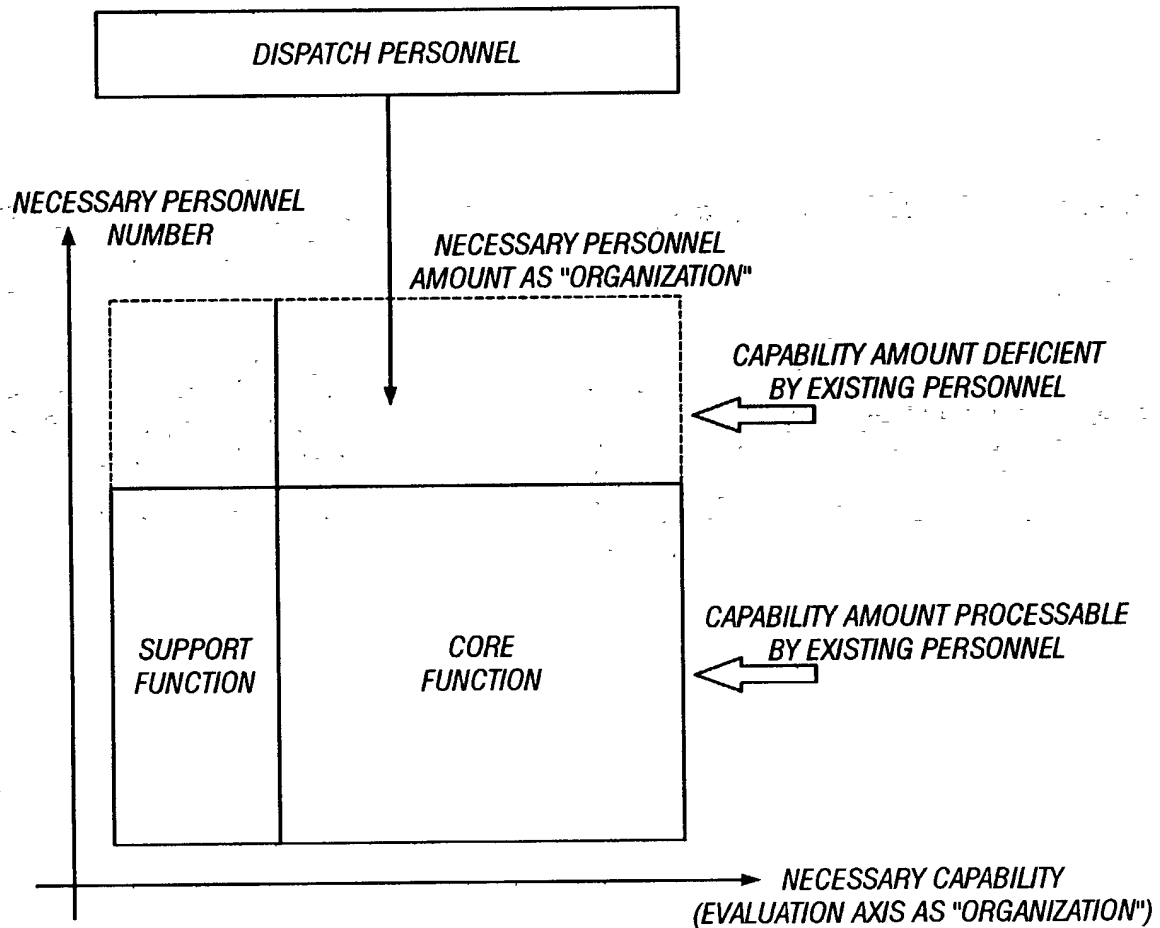 DISPATCH PERSONNEL
NECESSARY PERSONNEL
NUMBER
NECESSARY PERSONNEL
AMOUNT AS "ORGANIZATION"
CAPABILITY AMOUNT DEFICIENT
BY EXISTING PERSONNEL
CAPABILITY AMOUNT PROCESSABLE
BY EXISTING PERSONNEL
SUPPORT
FUNCTION
CORE
FUNCTION
NECESSARY CAPABILITY
(EVALUATION AXIS AS "ORGANIZATION")